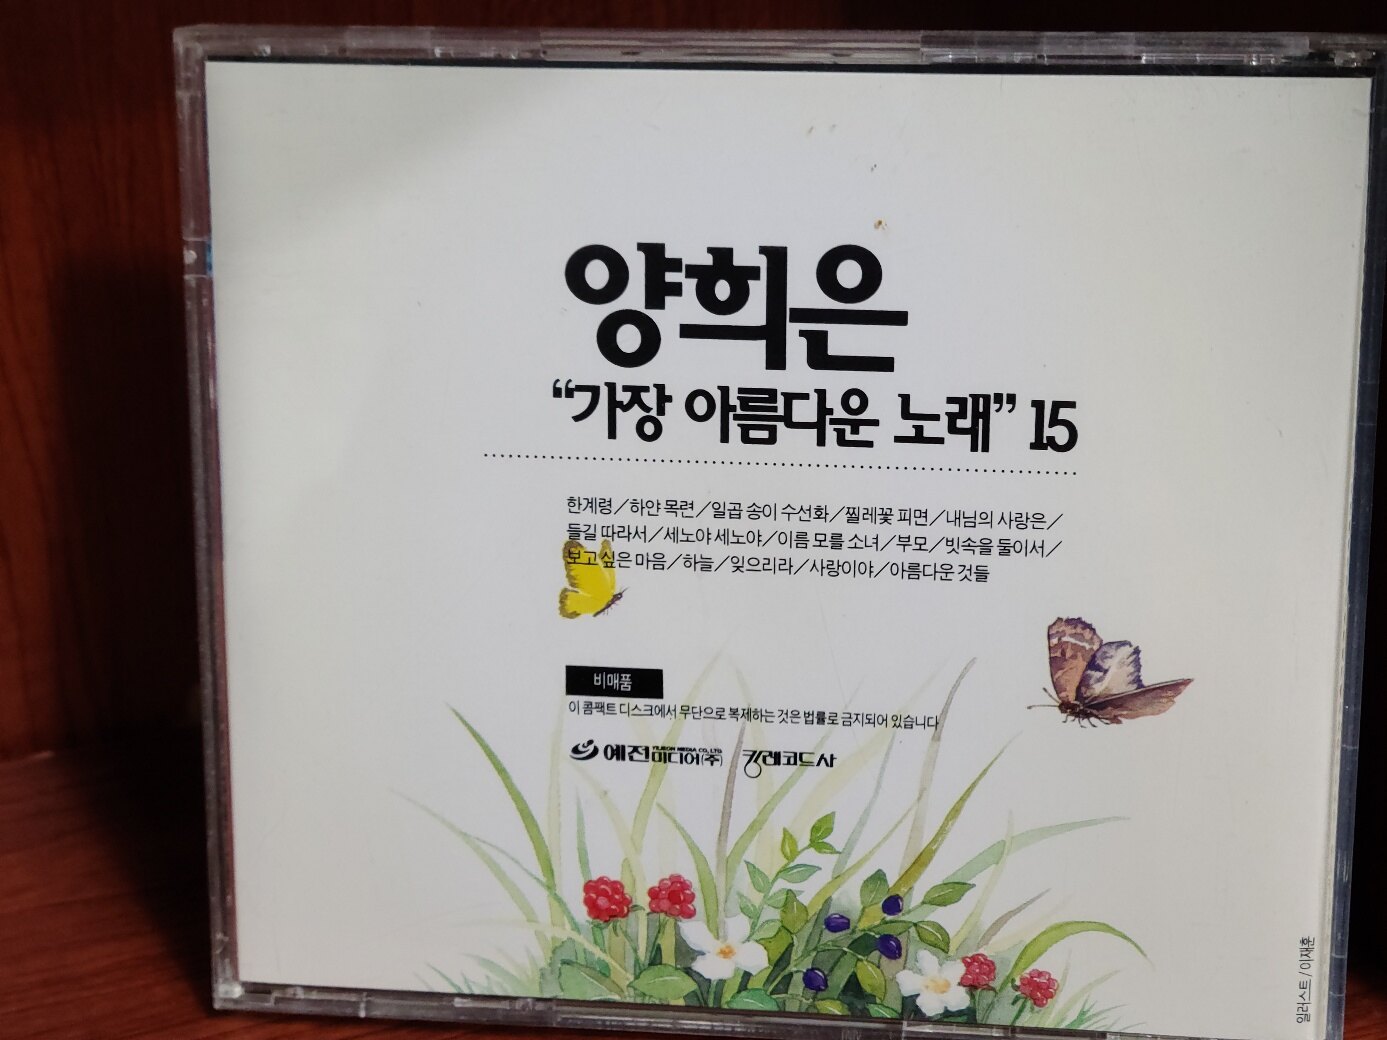 양희은
“가장 아름다운 노래” 15
한계령／하얀 목련／일곱 송이 수선화／찔레꽃 피면／내님의 사랑은／
들길 따라서／세노야 세노야／이름 모를 소녀／부모／빗속을 둘이서／
보고 싶은 마음／하늘／잊으리라／사랑이야／아름다운 것들
비매품
이 콤팩트 디스크에서 무단으로 복제하는 것은 법률로 금지되어 있습니다
예전미디어(주) YEJEON MEDIA CO., LTD 킹레코드사
일러스트 / 이재훈